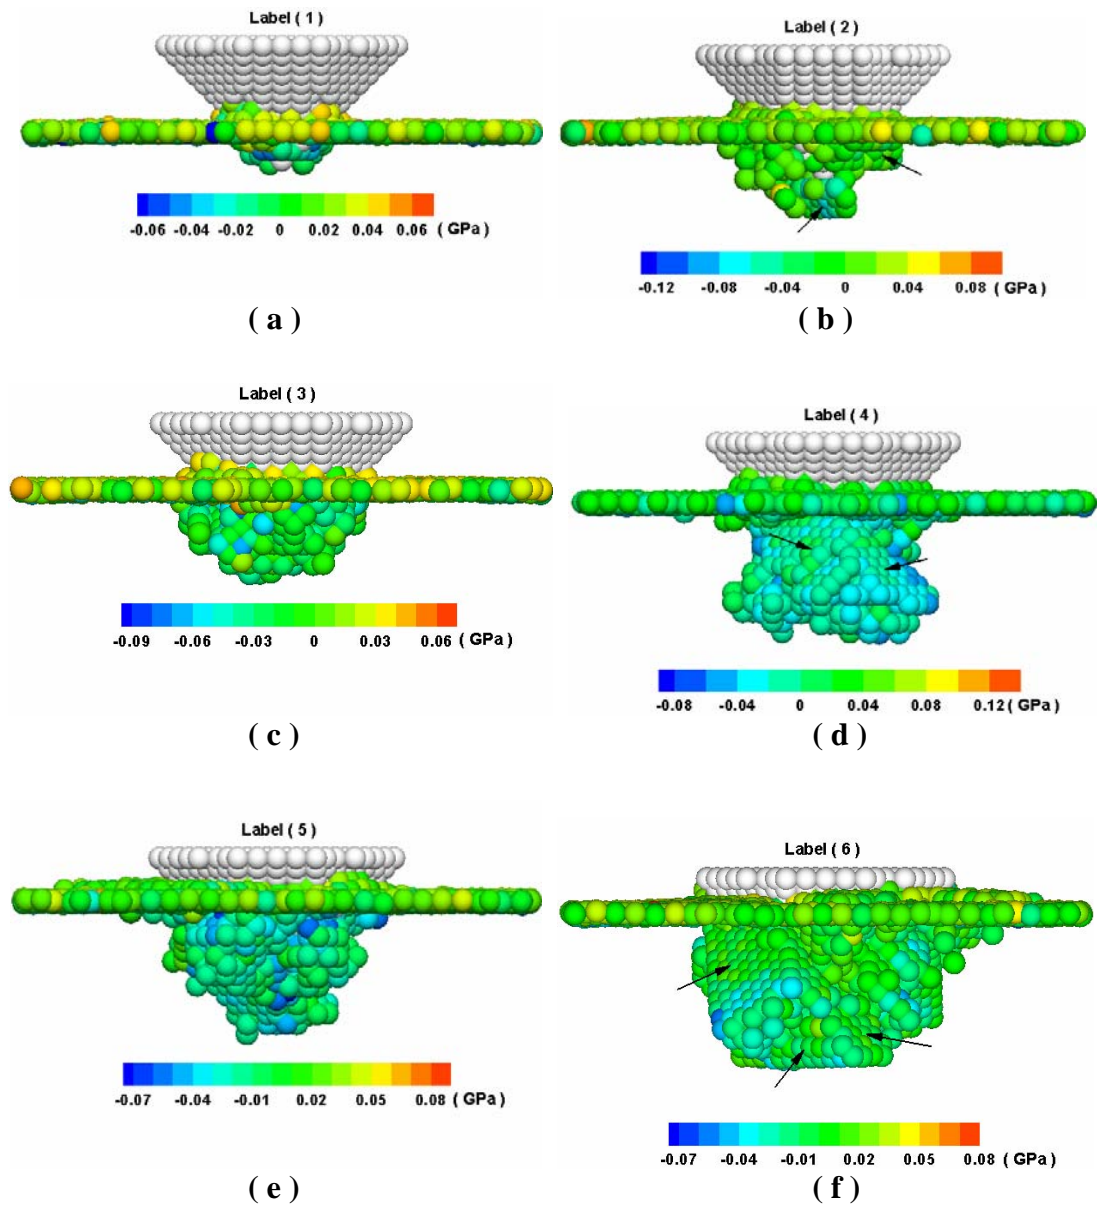 Label ( 1 )
-0.06 -0.04 -0.02 0 0.02 0.04 0.06 ( GPa )
( a )
Label ( 2 )
-0.12 -0.08 -0.04 0 0.04 0.08 ( GPa )
( b )
Label ( 3 )
-0.09 -0.06 -0.03 0 0.03 0.06 ( GPa )
( c )
Label ( 4 )
-0.08 -0.04 0 0.04 0.08 0.12 ( GPa )
( d )
Label ( 5 )
-0.07 -0.04 -0.01 0.02 0.05 0.08 ( GPa )
( e )
Label ( 6 )
-0.07 -0.04 -0.01 0.02 0.05 0.08 ( GPa )
( f )